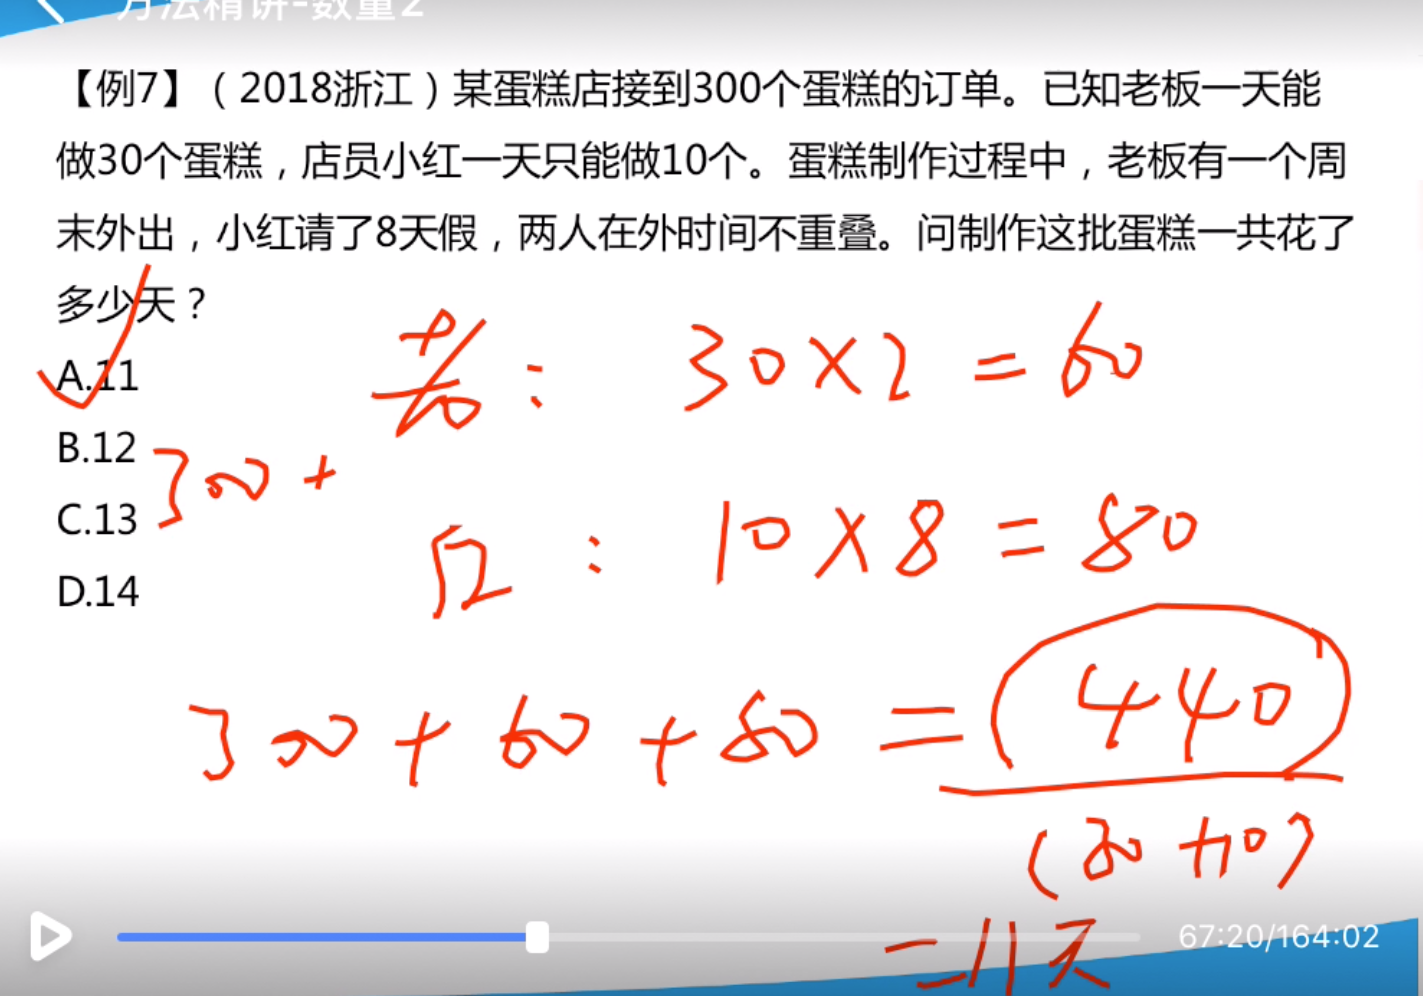 方法精讲-数量2
【例7】（2018浙江）某蛋糕店接到300个蛋糕的订单。已知老板一天能
做30个蛋糕，店员小红一天只能做10个。蛋糕制作过程中，老板有一个周
末外出，小红请了8天假，两人在外时间不重叠。问制作这批蛋糕一共花了
多少天？
A.11
B.12
C.13
D.14
老： 30×2=60
300+
红： 10×8=80
300+60+80=440
(30+10)
=11天
67:20/164:02